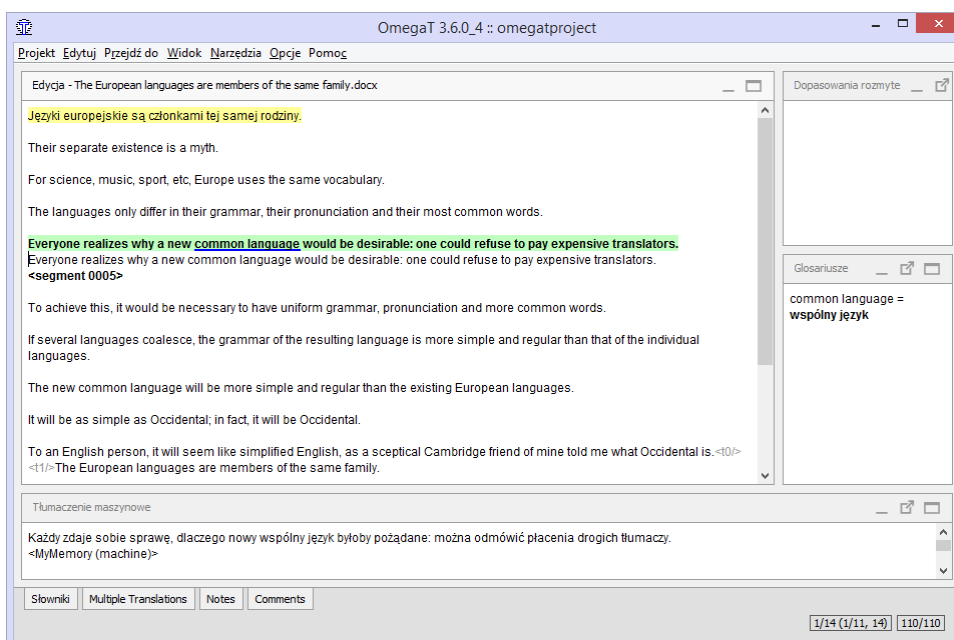 OmegaT 3.6.0_4 :: omegatproject
Projekt Edytuj Przejdź do Widok Narzędzia Opcje Pomoc
Edycja - The European languages are members of the same family.docx
Języki europejskie są członkami tej samej rodziny.
Their separate existence is a myth.
For science, music, sport, etc, Europe uses the same vocabulary.
The languages only differ in their grammar, their pronunciation and their most common words.
Everyone realizes why a new common language would be desirable: one could refuse to pay expensive translators.
Everyone realizes why a new common language would be desirable: one could refuse to pay expensive translators.
<segment 0005>
To achieve this, it would be necessary to have uniform grammar, pronunciation and more common words.
If several languages coalesce, the grammar of the resulting language is more simple and regular than that of the individual
languages.
The new common language will be more simple and regular than the existing European languages.
It will be as simple as Occidental; in fact, it will be Occidental.
To an English person, it will seem like simplified English, as a sceptical Cambridge friend of mine told me what Occidental is.<t0/>
<t1/>The European languages are members of the same family.
Dopasowania rozmyte
Glosariusze
common language =
wspólny język
Tłumaczenie maszynowe
Każdy zdaje sobie sprawę, dlaczego nowy wspólny język byłoby pożądane: można odmówić płacenia drogich tłumaczy.
<MyMemory (machine)>
Słowniki Multiple Translations Notes Comments
1/14 (1/11, 14) 110/110